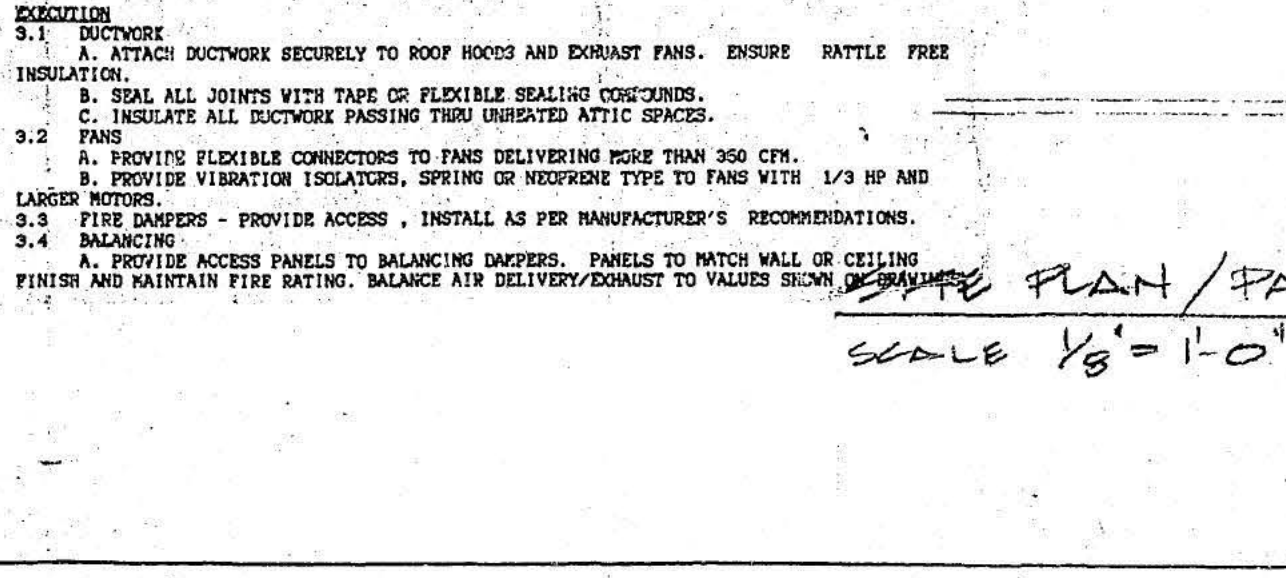 EXECUTION
3.1 DUCTWORK
A. ATTACH DUCTWORK SECURELY TO ROOF HOODS AND EXHUAST FANS. ENSURE RATTLE FREE
INSULATION.
B. SEAL ALL JOINTS WITH TAPE OR FLEXIBLE SEALING COMPOUNDS.
C. INSULATE ALL DUCTWORK PASSING THRU UNHEATED ATTIC SPACES.
3.2 FANS
A. PROVIDE FLEXIBLE CONNECTORS TO FANS DELIVERING MORE THAN 350 CFM.
B. PROVIDE VIBRATION ISOLATORS, SPRING OR NEOPRENE TYPE TO FANS WITH 1/3 HP AND
LARGER MOTORS.
3.3 FIRE DAMPERS - PROVIDE ACCESS , INSTALL AS PER MANUFACTURER'S RECOMMENDATIONS.
3.4 BALANCING
A. PROVIDE ACCESS PANELS TO BALANCING DAMPERS. PANELS TO MATCH WALL OR CEILING
FINISH AND MAINTAIN FIRE RATING. BALANCE AIR DELIVERY/EXHAUST TO VALUES SHOWN ON DRAWINGS
SITE PLAN / PA
SCALE 1/8" = 1'-0"